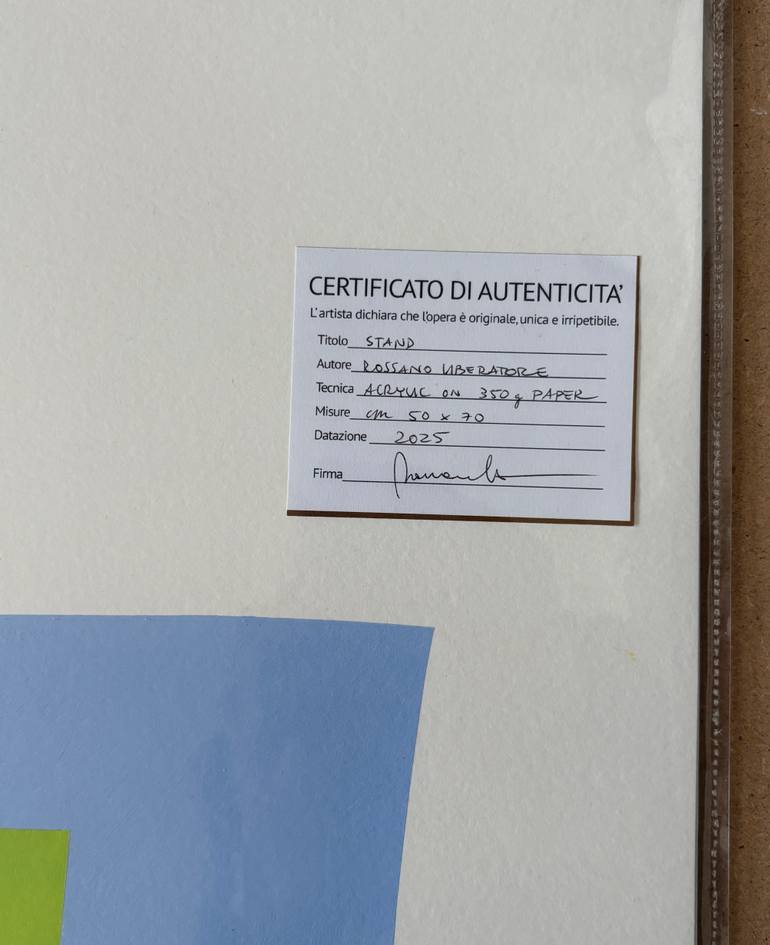 CERTIFICATO DI AUTENTICITA'
L'artista dichiara che l'opera è originale, unica e irripetibile.
Titolo STAND
Autore ROSSANO LIBERATORE
Tecnica ACRYLIC ON 350 g PAPER
Misure cm 50 x 70
Datazione 2025
Firma